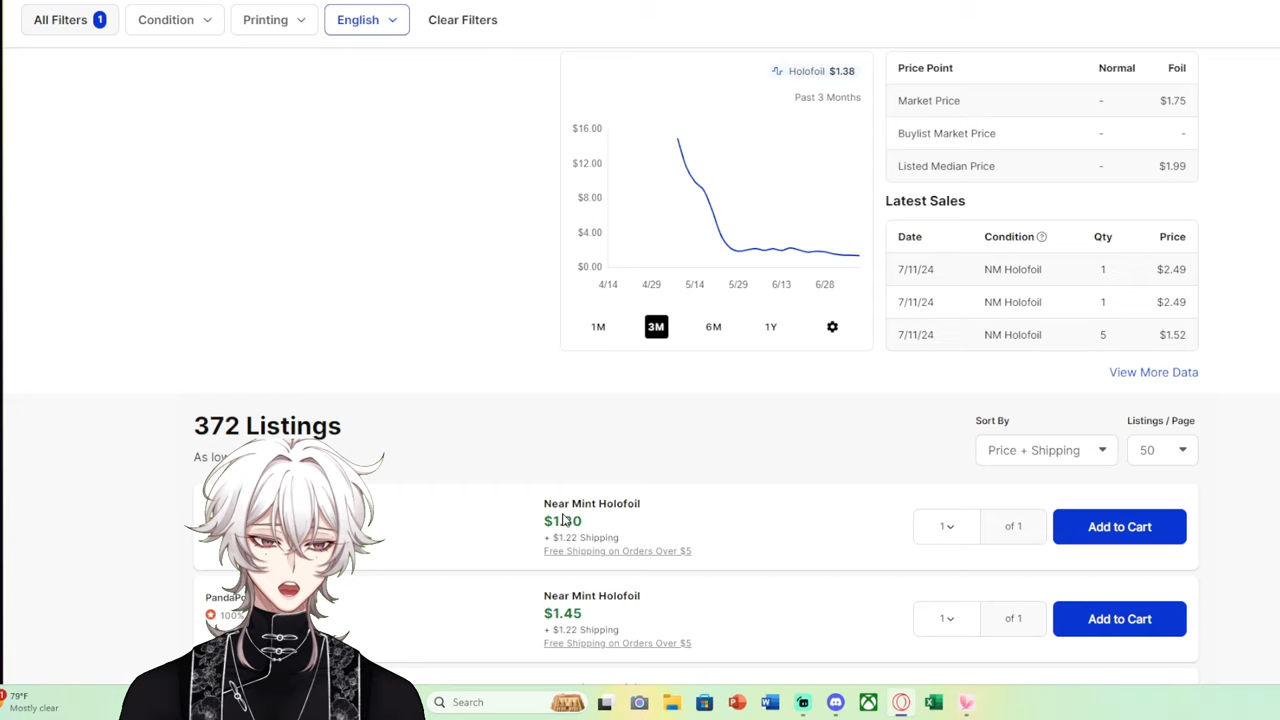 All Filters 1 Condition Printing English Clear Filters
Holofoil $1.38
Past 3 Months
$16.00
$12.00
$8.00
$4.00
$0.00
4/14 4/29 5/14 5/29 6/13 6/28
1M 3M 6M 1Y
Price Point Normal Foil
Market Price - $1.75
Buylist Market Price - -
Listed Median Price - $1.99
Latest Sales
Date Condition Qty Price
7/11/24 NM Holofoil 1 $2.49
7/11/24 NM Holofoil 1 $2.49
7/11/24 NM Holofoil 5 $1.52
View More Data
372 Listings
As
Sort By
Price + Shipping
Listings / Page
50
Near Mint Holofoil
+ $1.22 Shipping
Free Shipping on Orders Over $5
1 of 1 Add to Cart
100%
Near Mint Holofoil
$1.45
+ $1.22 Shipping
Free Shipping on Orders Over $5
1 of 1 Add to Cart
79°F
Mostly clear
Search